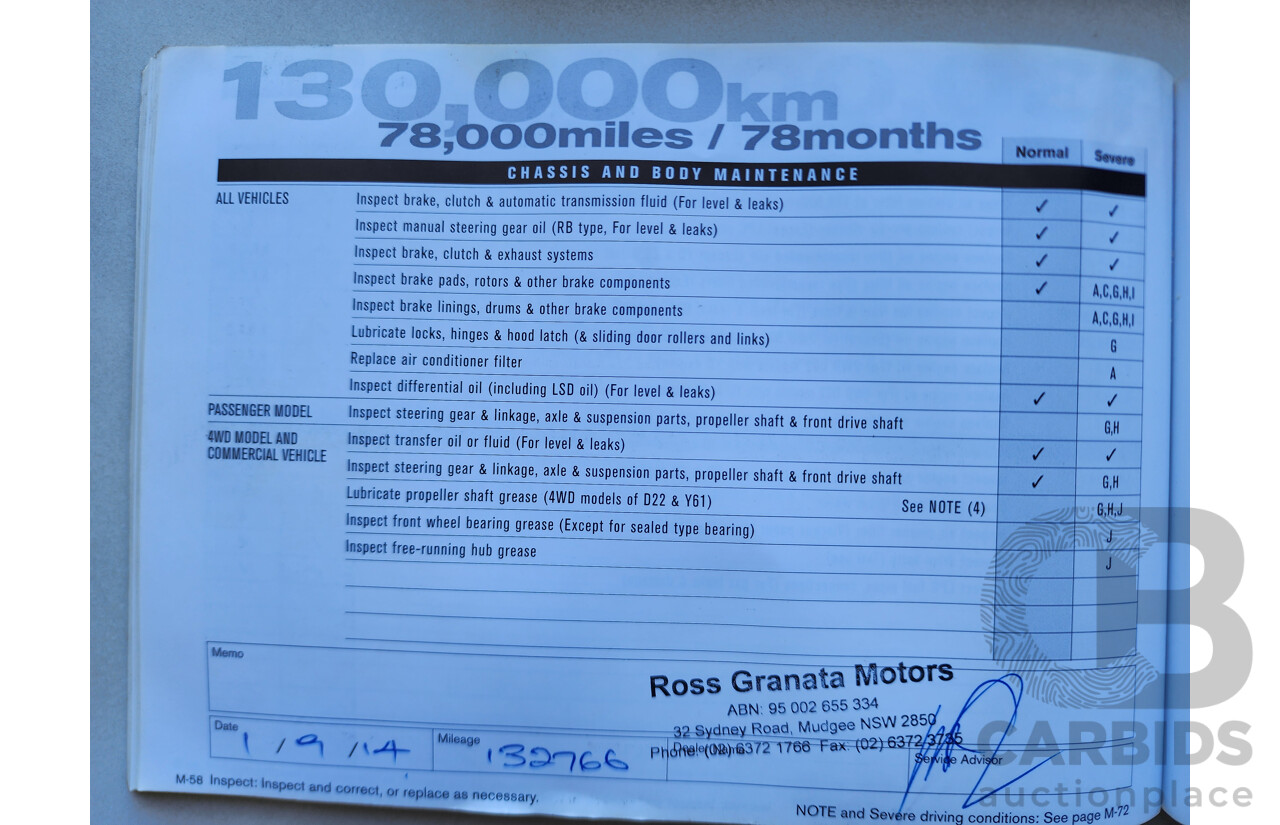 130,000km
78,000miles / 78months
Normal Severe
CHASSIS AND BODY MAINTENANCE
ALL VEHICLES Inspect brake, clutch & automatic transmission fluid (For level & leaks) ✓ ✓
Inspect manual steering gear oil (RB type, For level & leaks) ✓ ✓
Inspect brake, clutch & exhaust systems ✓ ✓
Inspect brake pads, rotors & other brake components ✓ A,C,G,H,I
Inspect brake linings, drums & other brake components A,C,G,H,I
Lubricate locks, hinges & hood latch (& sliding door rollers and links) G
Replace air conditioner filter A
Inspect differential oil (including LSD oil) (For level & leaks) ✓ ✓
PASSENGER MODEL Inspect steering gear & linkage, axle & suspension parts, propeller shaft & front drive shaft G,H
4WD MODEL AND Inspect transfer oil or fluid (For level & leaks) ✓ ✓
COMMERCIAL VEHICLE Inspect steering gear & linkage, axle & suspension parts, propeller shaft & front drive shaft ✓ G,H
Lubricate propeller shaft grease (4WD models of D22 & Y61) See NOTE (4) G,H,J
Inspect front wheel bearing grease (Except for sealed type bearing) J
Inspect free-running hub grease J
Memo
Ross Granata Motors
ABN: 95 002 655 334
32 Sydney Road, Mudgee NSW 2850
Phone: (02) 6372 1766 Fax: (02) 6372 3785
Date 1/9/14 Mileage 132766
Service Advisor
M-58 Inspect: Inspect and correct, or replace as necessary.
NOTE and Severe driving conditions: See page M-72
CB
CARBIDS
auctionplace